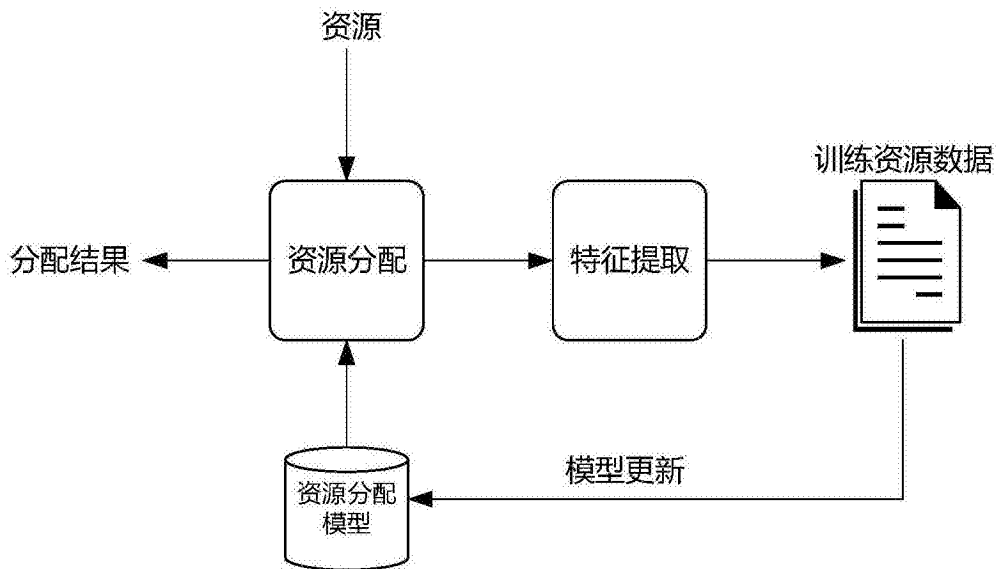 资源
训练资源数据
分配结果
资源分配
特征提取
模型更新
资源分配
模型